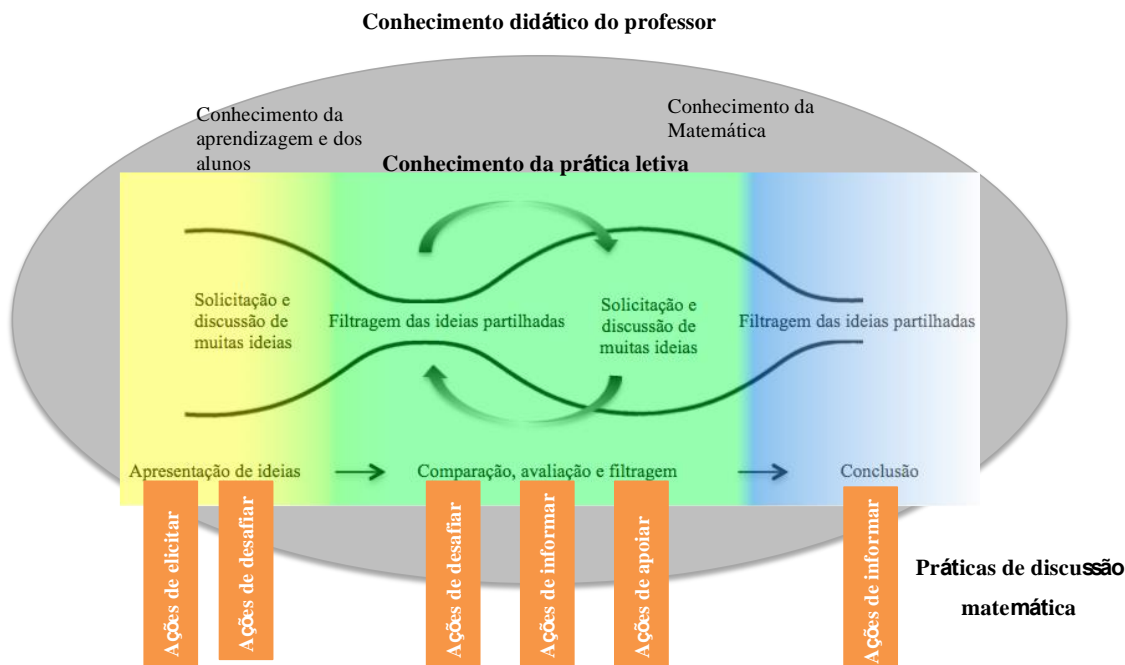 Conhecimento didático do professor
Conhecimento da
aprendizagem e dos
alunos
Conhecimento da
Matemática
Conhecimento da prática letiva
Solicitação e
discussão de
muitas ideias
Filtragem das ideias partilhadas
Solicitação e
discussão de
muitas ideias
Filtragem das ideias partilhadas
Apresentação de ideias
Comparação, avaliação e filtragem
Conclusão
Ações de elicitar
Ações de desafiar
Ações de desafiar
Ações de informar
Ações de apoiar
Ações de informar
Práticas de discussão
matemática